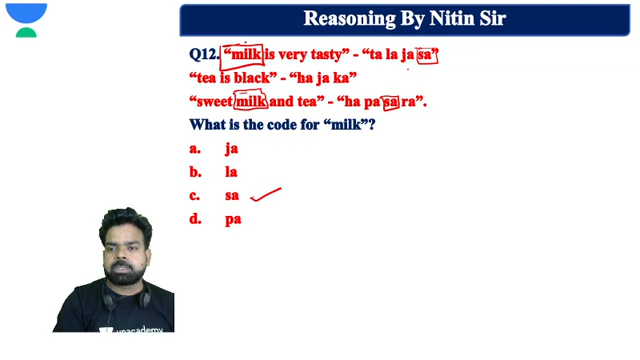 Reasoning By Nitin Sir
Q12. “milk is very tasty” - “ta la ja sa”
“tea is black” - “ha ja ka”
“sweet milk and tea” - “ha pa sa ra”.
What is the code for “milk”?
a. ja
b. la
c. sa
d. pa
unacademy